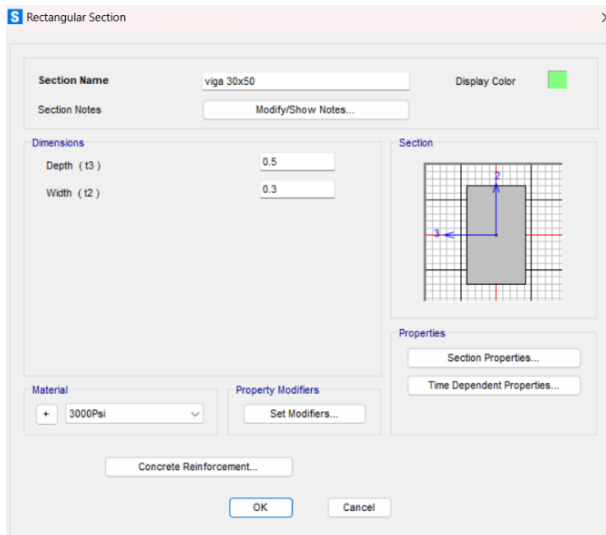 S Rectangular Section X
Section Name viga 30x50 Display Color
Section Notes Modify/Show Notes...
Dimensions
Depth ( t3 ) 0.5
Width ( t2 ) 0.3
Section
2
3
Properties
Section Properties...
Time Dependent Properties...
Material
+ 3000Psi
Property Modifiers
Set Modifiers...
Concrete Reinforcement...
OK Cancel